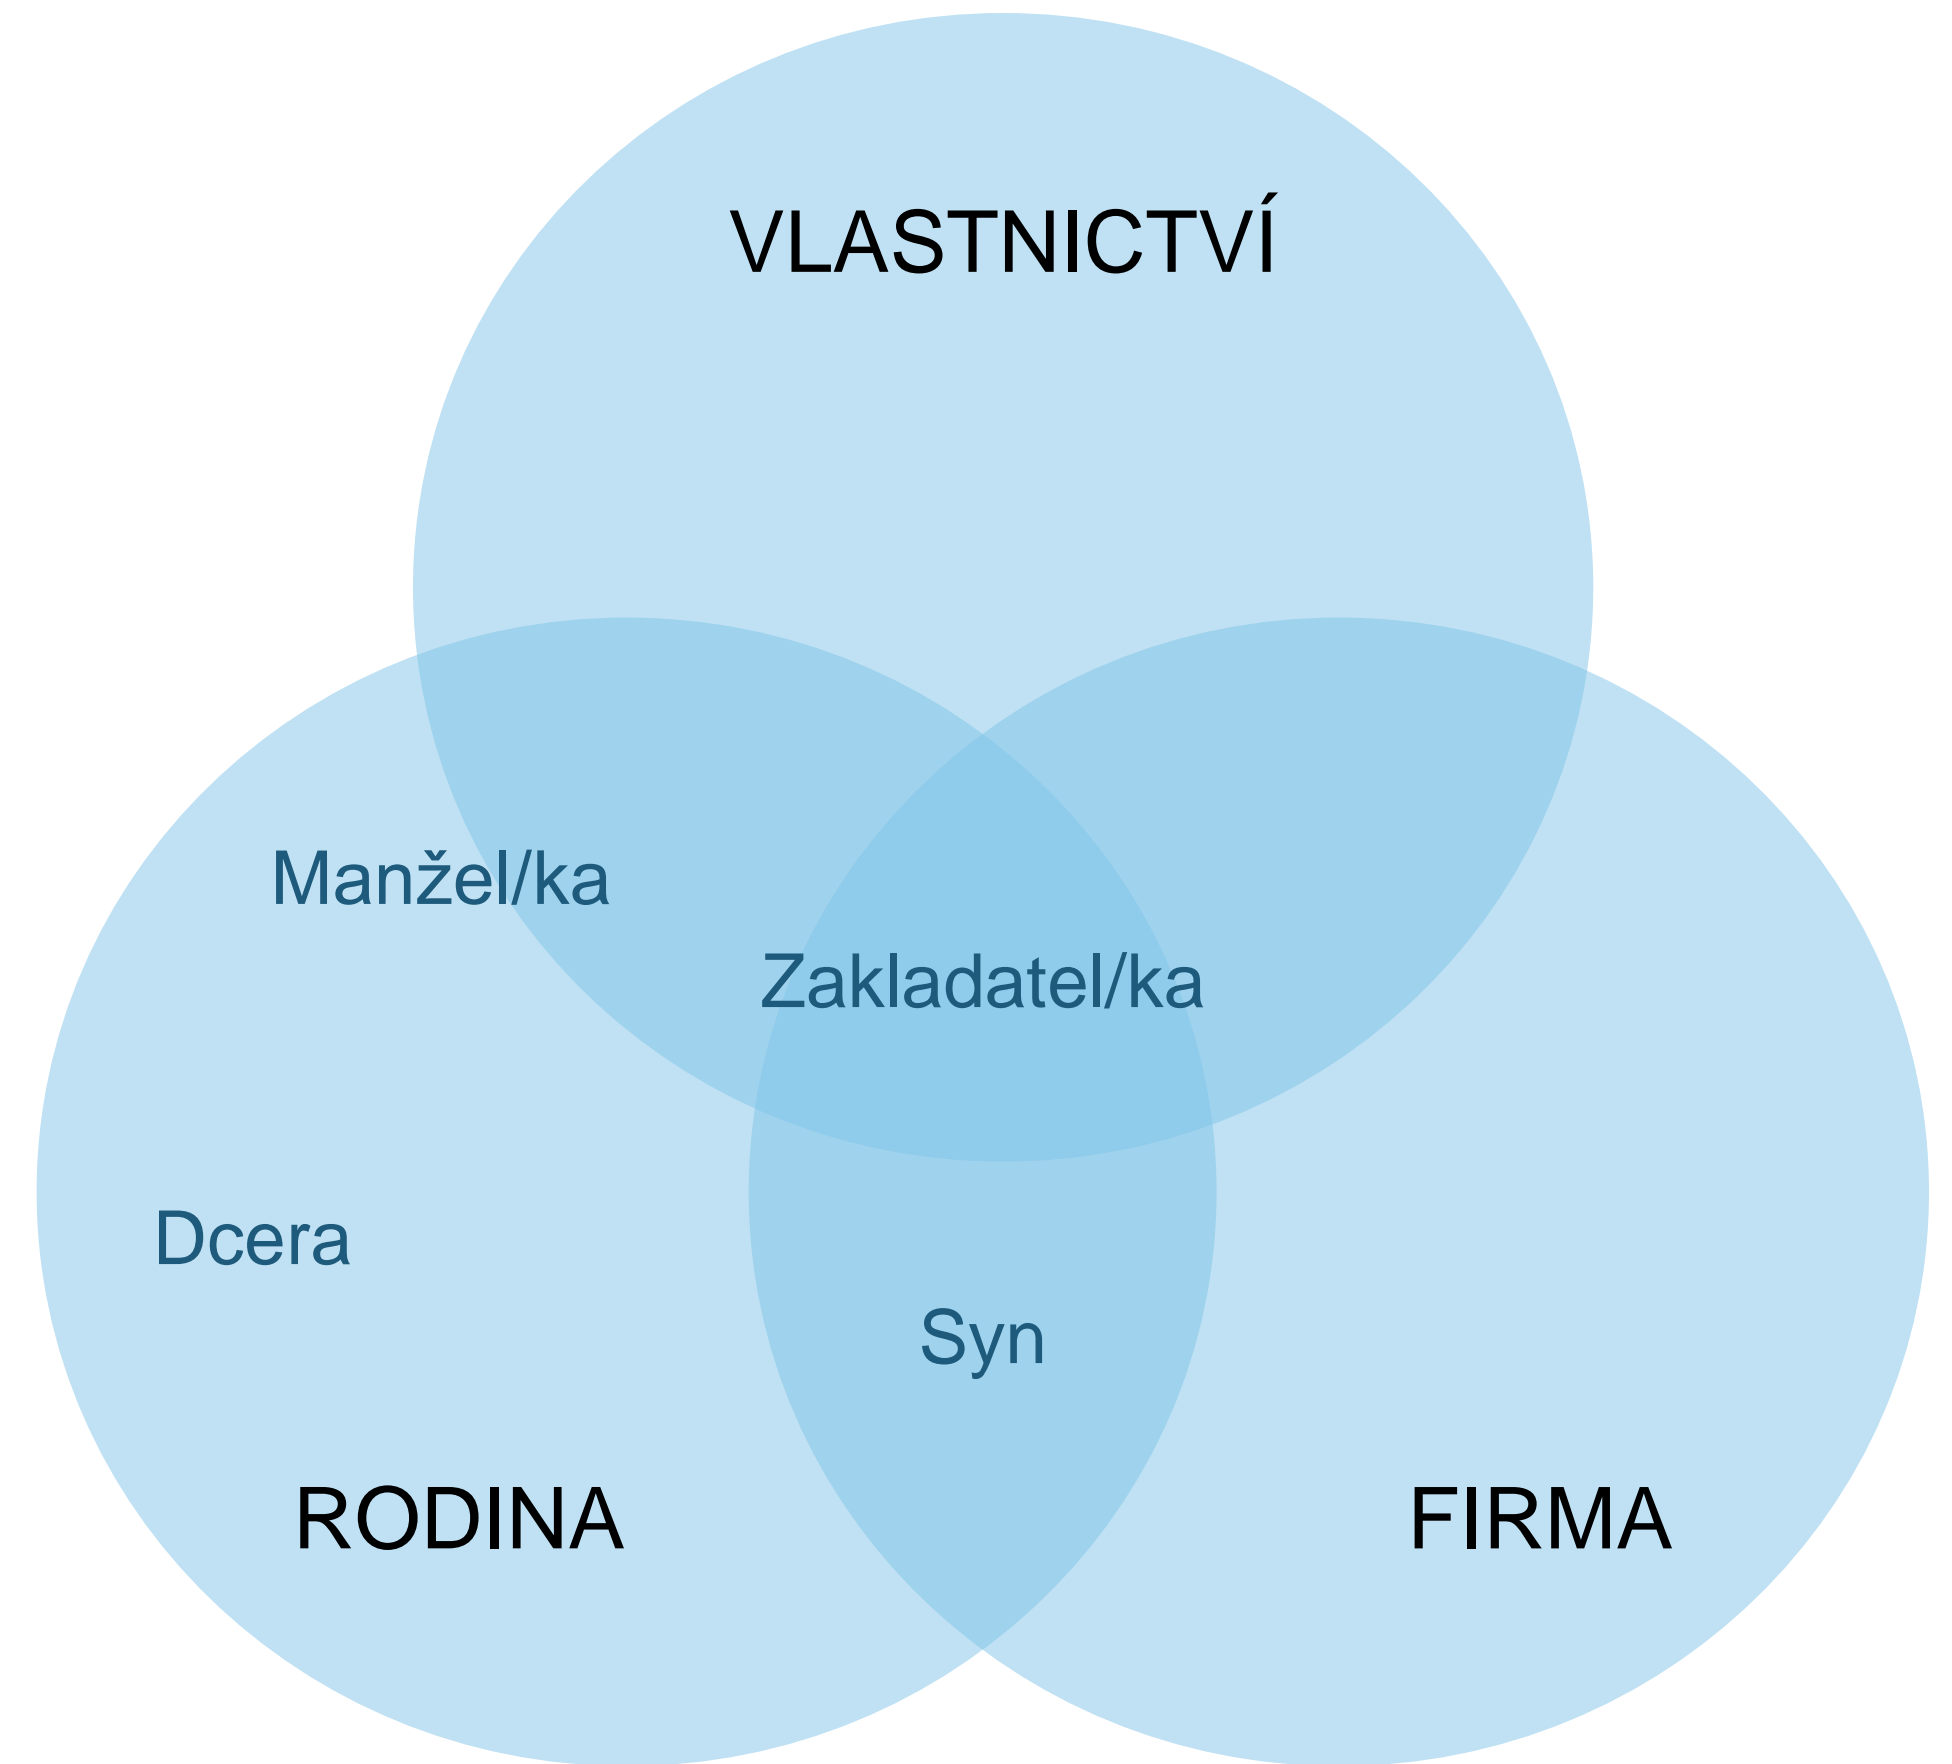 VLASTNICTVÍ
Manžel/ka
Zakladatel/ka
Dcera
Syn
RODINA
FIRMA